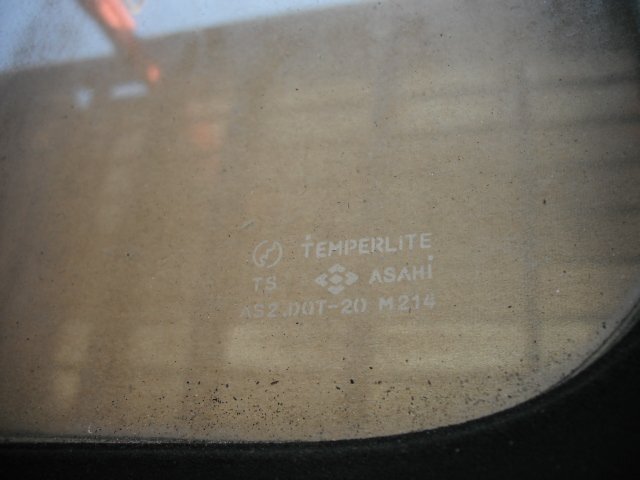 TEMPERLITE
TS ASAHI
AS2.DOT-20 M214